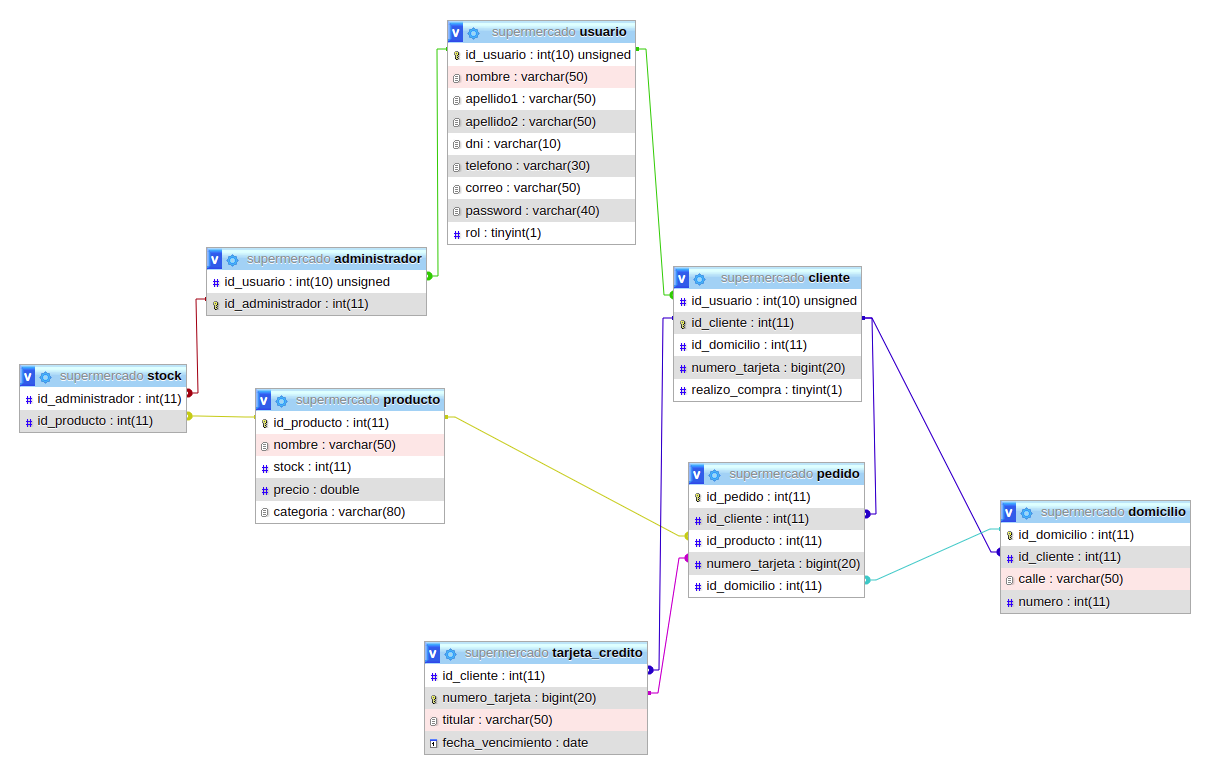 supermercado usuario
id_usuario : int(10) unsigned
nombre : varchar(50)
apellido1 : varchar(50)
apellido2 : varchar(50)
dni : varchar(10)
telefono : varchar(30)
correo : varchar(50)
password : varchar(40)
rol : tinyint(1)
supermercado administrador
id_usuario : int(10) unsigned
id_administrador : int(11)
supermercado cliente
id_usuario : int(10) unsigned
id_cliente : int(11)
id_domicilio : int(11)
numero_tarjeta : bigint(20)
realizo_compra : tinyint(1)
supermercado stock
id_administrador : int(11)
id_producto : int(11)
supermercado producto
id_producto : int(11)
nombre : varchar(50)
stock : int(11)
precio : double
categoria : varchar(80)
supermercado pedido
id_pedido : int(11)
id_cliente : int(11)
id_producto : int(11)
numero_tarjeta : bigint(20)
id_domicilio : int(11)
supermercado domicilio
id_domicilio : int(11)
id_cliente : int(11)
calle : varchar(50)
numero : int(11)
supermercado tarjeta_credito
id_cliente : int(11)
numero_tarjeta : bigint(20)
titular : varchar(50)
fecha_vencimiento : date